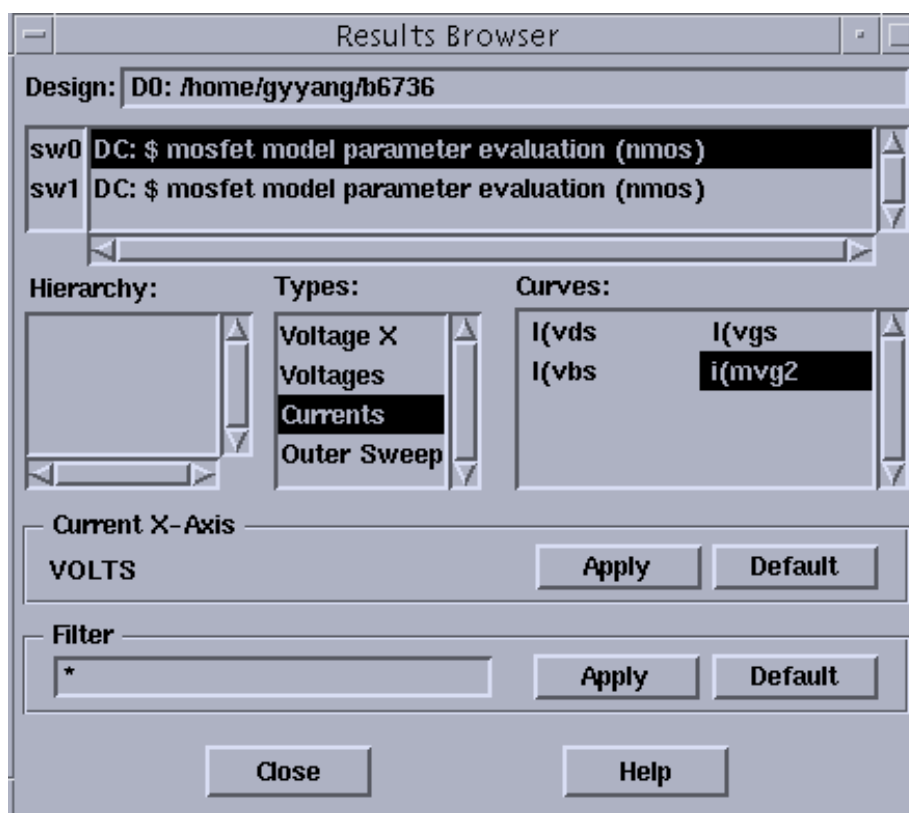 Results Browser
Design: D0: /home/gyyang/b6736
sw0 DC: $ mosfet model parameter evaluation (nmos)
sw1 DC: $ mosfet model parameter evaluation (nmos)
Hierarchy: Types: Curves:
Voltage X I(vds I(vgs
Voltages I(vbs i(mvg2
Currents
Outer Sweep
Current X-Axis
VOLTS Apply Default
Filter
* Apply Default
Close Help